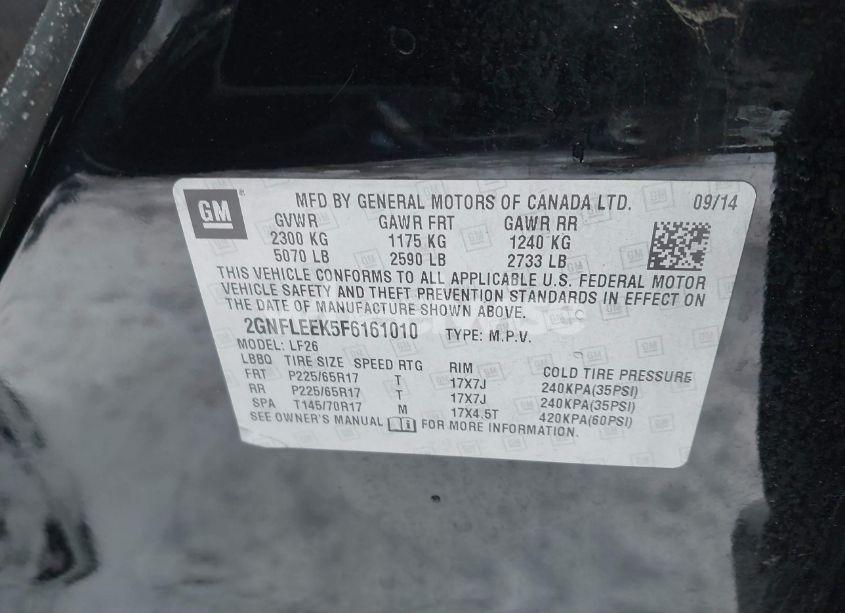 GM MFD BY GENERAL MOTORS OF CANADA LTD. 09/14
GVWR GAWR FRT GAWR RR
2300 KG 1175 KG 1240 KG
5070 LB 2590 LB 2733 LB
THIS VEHICLE CONFORMS TO ALL APPLICABLE U.S. FEDERAL MOTOR
VEHICLE SAFETY AND THEFT PREVENTION STANDARDS IN EFFECT ON
THE DATE OF MANUFACTURE SHOWN ABOVE.
2GNFLEEK5F6161010 TYPE: M.P.V.
MODEL: LF26
LBBQ TIRE SIZE SPEED RTG RIM COLD TIRE PRESSURE
FRT P225/65R17 T 17X7J 240KPA(35PSI)
RR P225/65R17 T 17X7J 240KPA(35PSI)
SPA T145/70R17 M 17X4.5T 420KPA(60PSI)
SEE OWNER'S MANUAL FOR MORE INFORMATION.